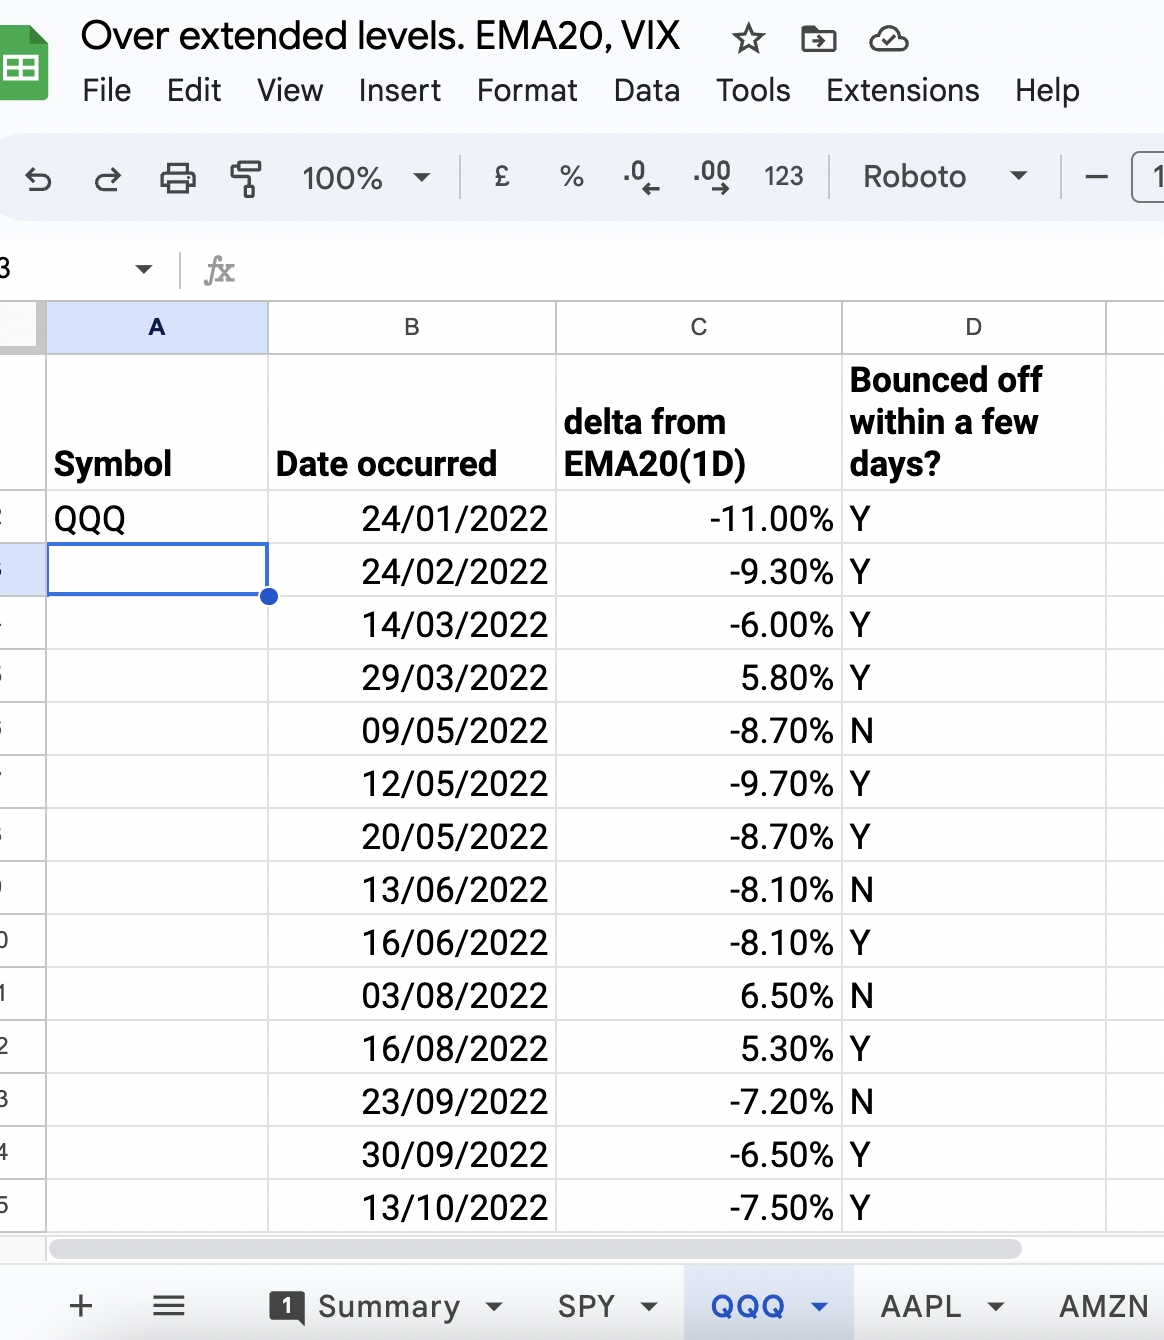 Over extended levels. EMA20, VIX
File Edit View Insert Format Data Tools Extensions Help
100% £ % .0 .00 123 Roboto 1
3 fx
A B C D
Symbol Date occurred delta from EMA20(1D) Bounced off within a few days?
QQQ 24/01/2022 -11.00% Y
24/02/2022 -9.30% Y
14/03/2022 -6.00% Y
29/03/2022 5.80% Y
09/05/2022 -8.70% N
12/05/2022 -9.70% Y
20/05/2022 -8.70% Y
13/06/2022 -8.10% N
16/06/2022 -8.10% Y
03/08/2022 6.50% N
16/08/2022 5.30% Y
23/09/2022 -7.20% N
30/09/2022 -6.50% Y
13/10/2022 -7.50% Y
1 Summary SPY QQQ AAPL AMZN